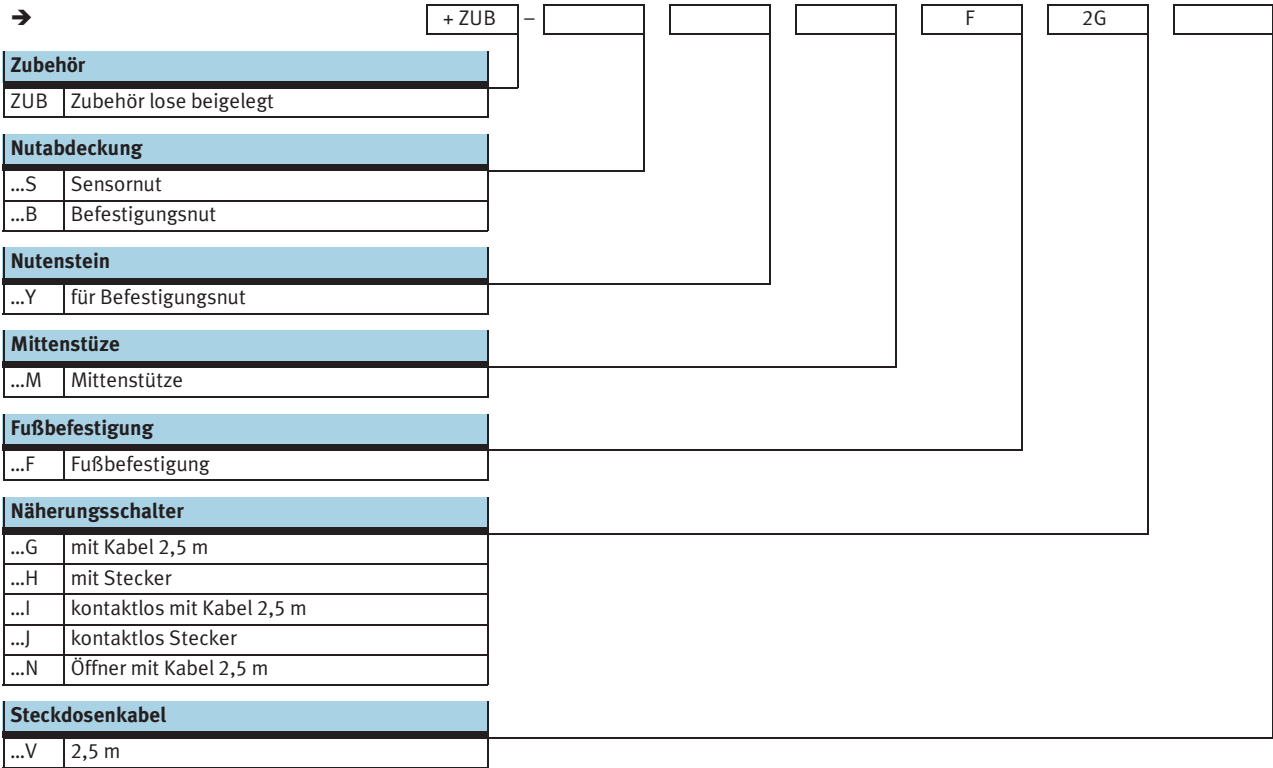 ➔ + ZUB – F 2G
Zubehör
ZUB Zubehör lose beigelegt
Nutabdeckung
...S Sensornut
...B Befestigungsnut
Nutenstein
...Y für Befestigungsnut
Mittenstüze
...M Mittenstütze
Fußbefestigung
...F Fußbefestigung
Näherungsschalter
...G mit Kabel 2,5 m
...H mit Stecker
...I kontaktlos mit Kabel 2,5 m
...J kontaktlos Stecker
...N Öffner mit Kabel 2,5 m
Steckdosenkabel
...V 2,5 m